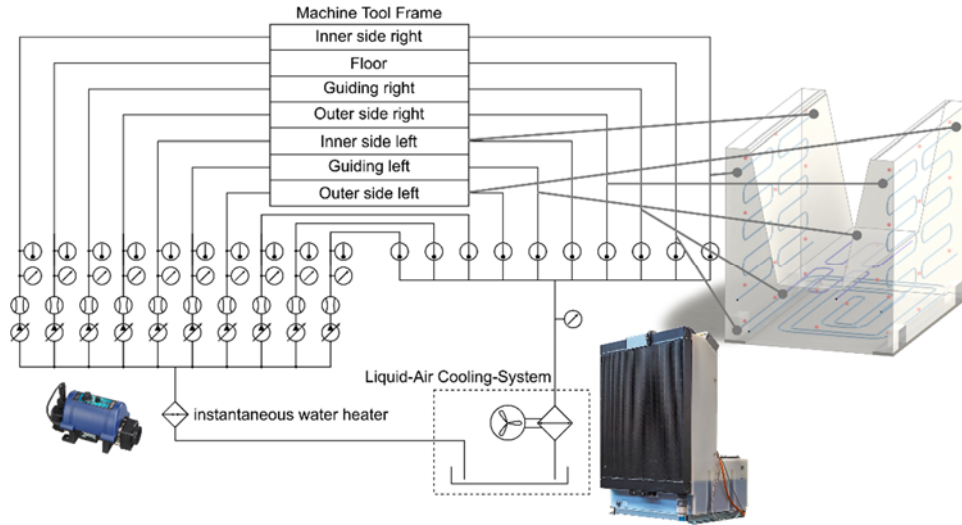 Machine Tool Frame
Inner side right
Floor
Guiding right
Outer side right
Inner side left
Guiding left
Outer side left
Liquid-Air Cooling-System
instantaneous water heater